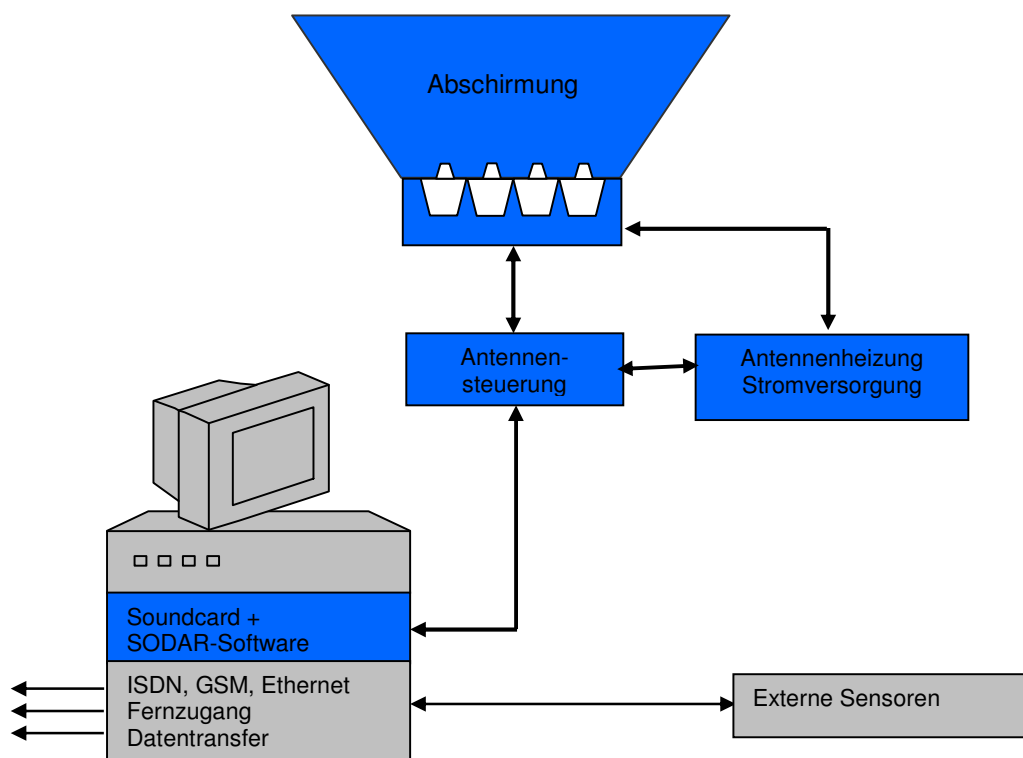 Abschirmung
Antennen-
steuerung
Antennenheizung
Stromversorgung
Soundcard +
SODAR-Software
ISDN, GSM, Ethernet
Fernzugang
Datentransfer
Externe Sensoren